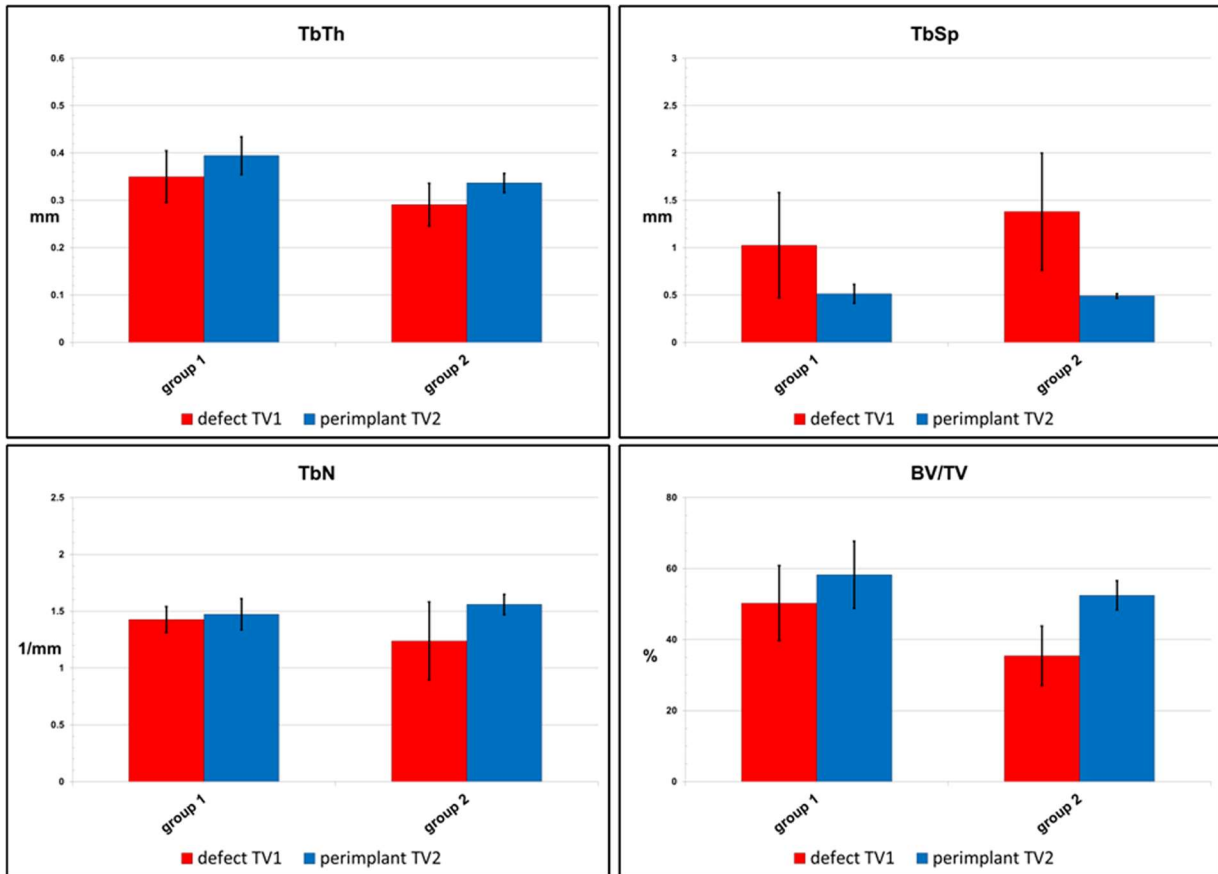 TbTh
0.6
0.5
0.4
0.3
mm
0.2
0.1
0
group 1
group 2
defect TV1 perimplant TV2
TbSp
3
2.5
2
1.5
mm
1
0.5
0
group 1
group 2
defect TV1 perimplant TV2
TbN
2.5
2
1.5
1/mm
1
0.5
0
group 1
group 2
defect TV1 perimplant TV2
BV/TV
80
60
40
%
20
0
group 1
group 2
defect TV1 perimplant TV2